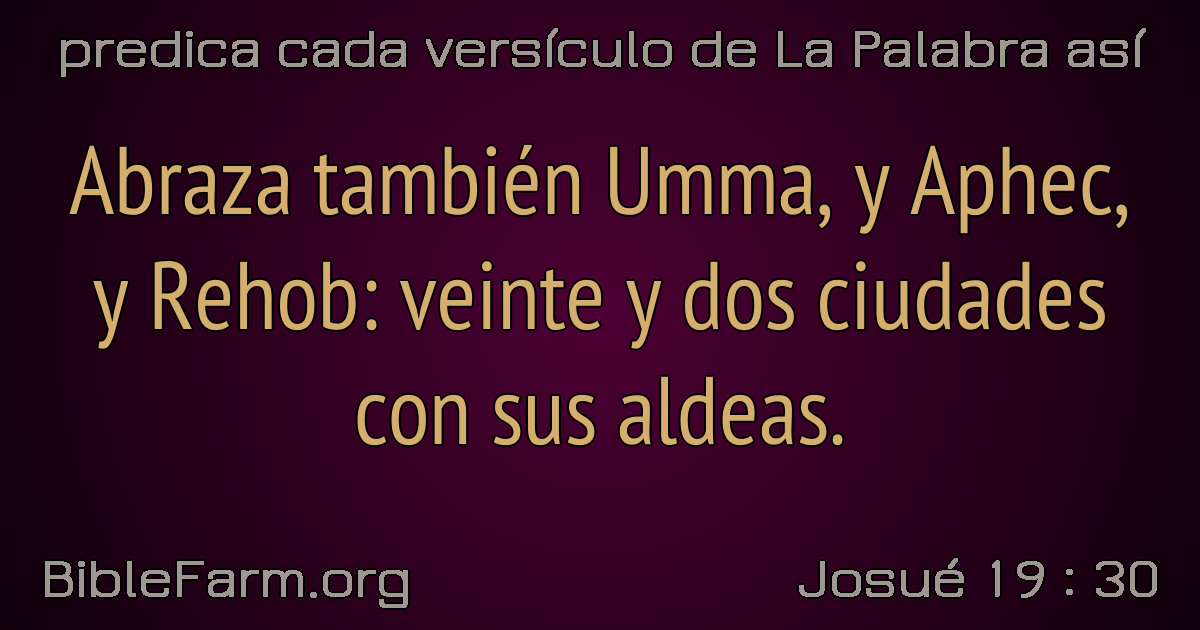 predica cada versículo de La Palabra así
Abraza también Umma, y Aphec,
y Rehob: veinte y dos ciudades
con sus aldeas.
BibleFarm.org
Josué 19 : 30